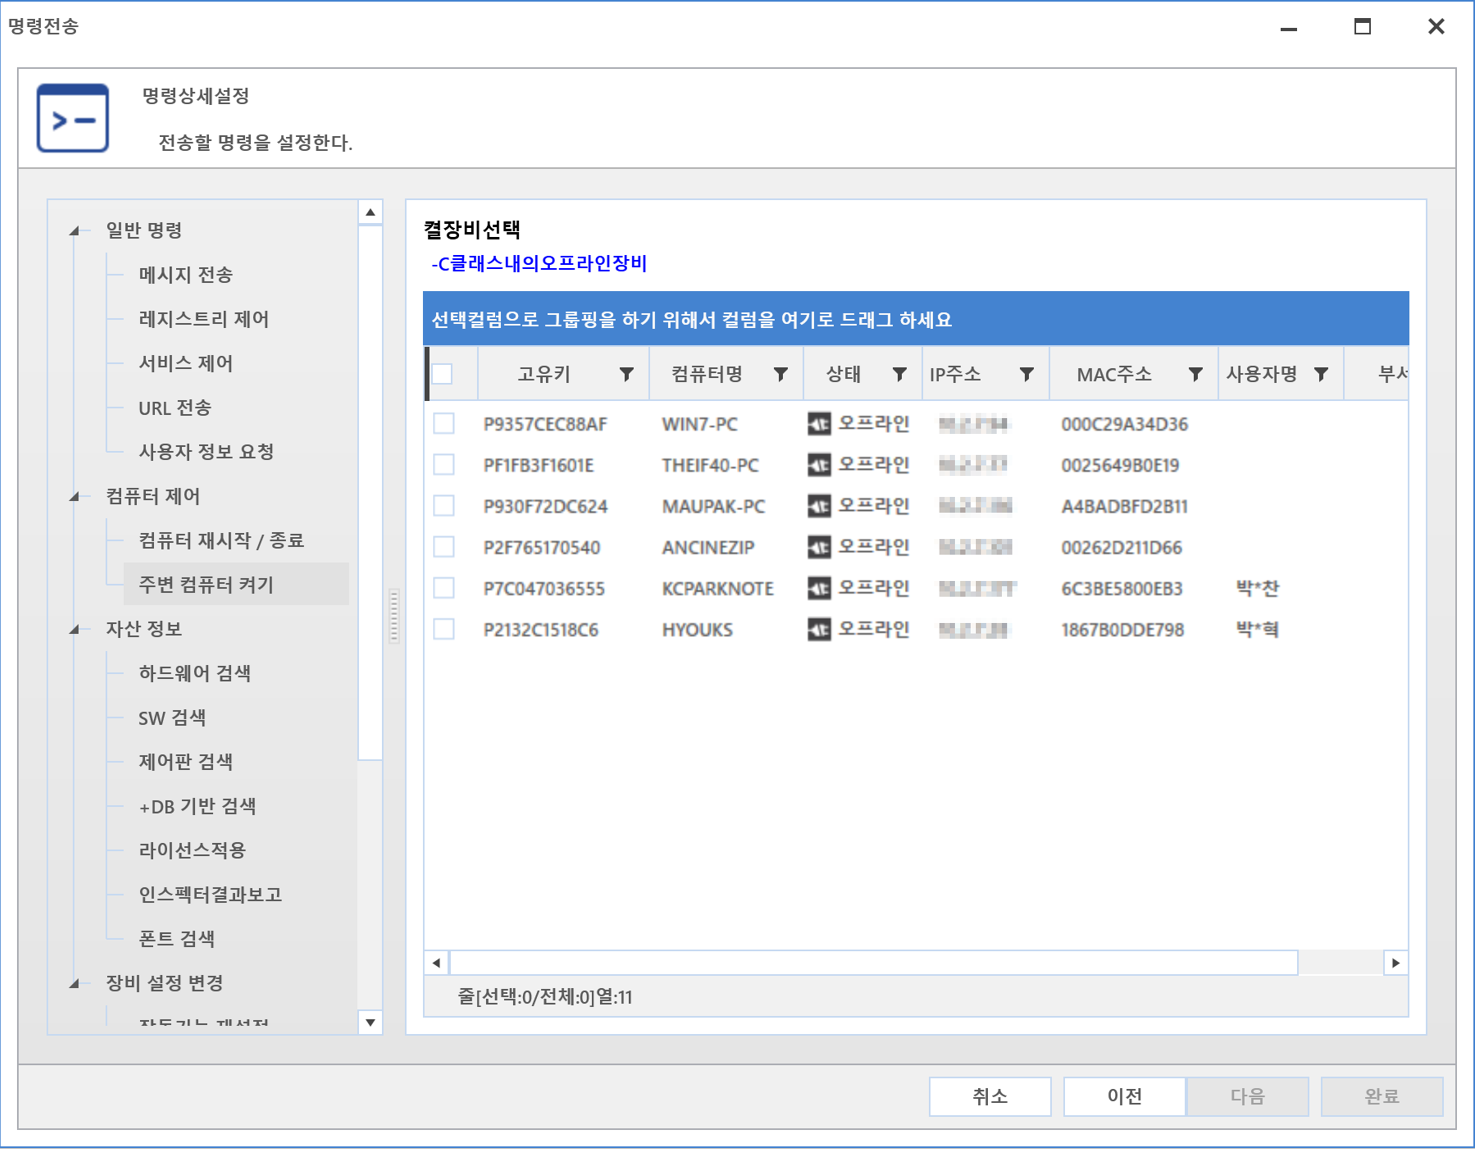 명령전송
명령상세설정
전송할 명령을 설정한다.
일반 명령
메시지 전송
레지스트리 제어
서비스 제어
URL 전송
사용자 정보 요청
컴퓨터 제어
컴퓨터 재시작 / 종료
주변 컴퓨터 켜기
자산 정보
하드웨어 검색
SW 검색
제어판 검색
+DB 기반 검색
라이선스적용
인스펙터결과보고
폰트 검색
장비 설정 변경
켤장비선택
-C클래스내의오프라인장비
선택컬럼으로 그룹핑을 하기 위해서 컬럼을 여기로 드래그 하세요
고유키 컴퓨터명 상태 IP주소 MAC주소 사용자명 부서
P9357CEC88AF WIN7-PC 오프라인 000C29A34D36
PF1FB3F1601E THEIF40-PC 오프라인 0025649B0E19
P930F72DC624 MAUPAK-PC 오프라인 A4BADBFD2B11
P2F765170540 ANCINEZIP 오프라인 00262D211D66
P7C047036555 KCPARKNOTE 오프라인 6C3BE5800EB3 박*찬
P2132C1518C6 HYOUKS 오프라인 1867B0DDE798 박*혁
줄[선택:0/전체:0]열:11
취소 이전 다음 완료